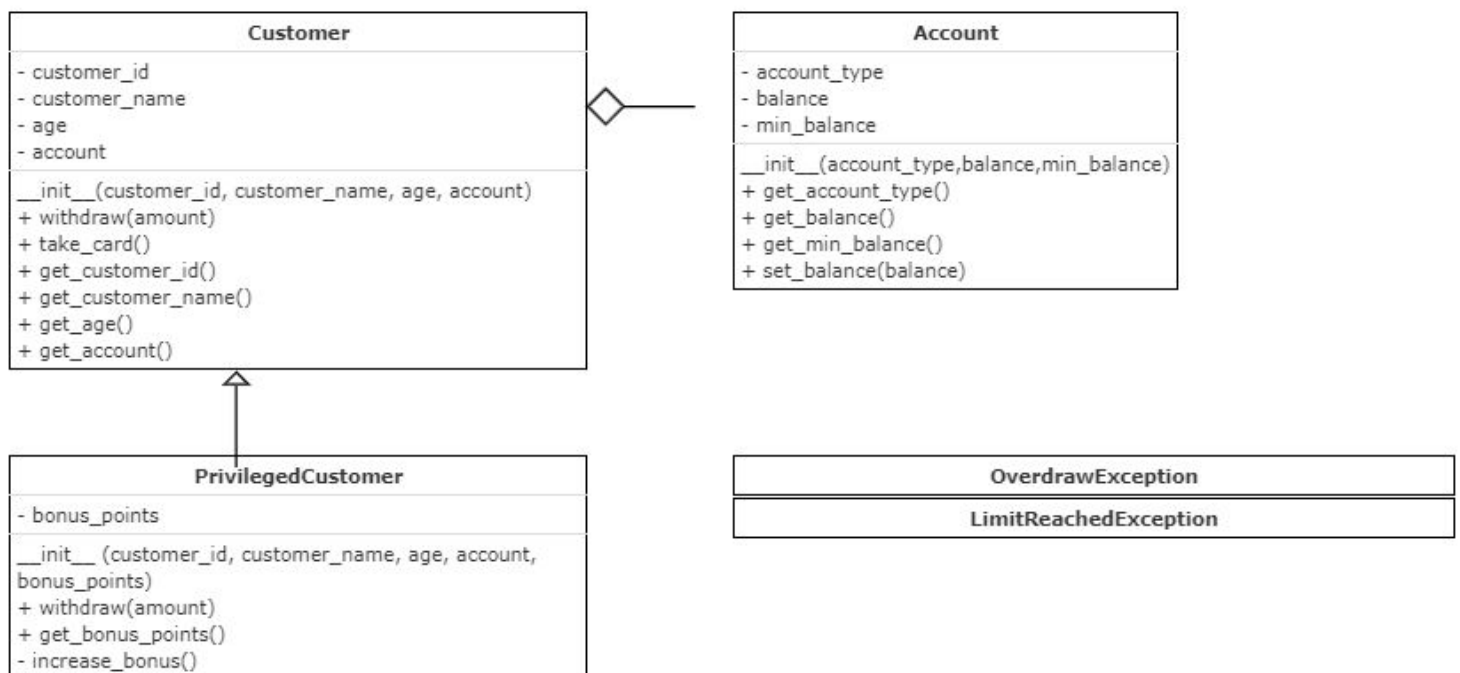 Customer
- customer_id
- customer_name
- age
- account
__init__(customer_id, customer_name, age, account)
+ withdraw(amount)
+ take_card()
+ get_customer_id()
+ get_customer_name()
+ get_age()
+ get_account()
Account
- account_type
- balance
- min_balance
__init__(account_type,balance,min_balance)
+ get_account_type()
+ get_balance()
+ get_min_balance()
+ set_balance(balance)
PrivilegedCustomer
- bonus_points
__init__ (customer_id, customer_name, age, account,
bonus_points)
+ withdraw(amount)
+ get_bonus_points()
- increase_bonus()
OverdrawException
LimitReachedException